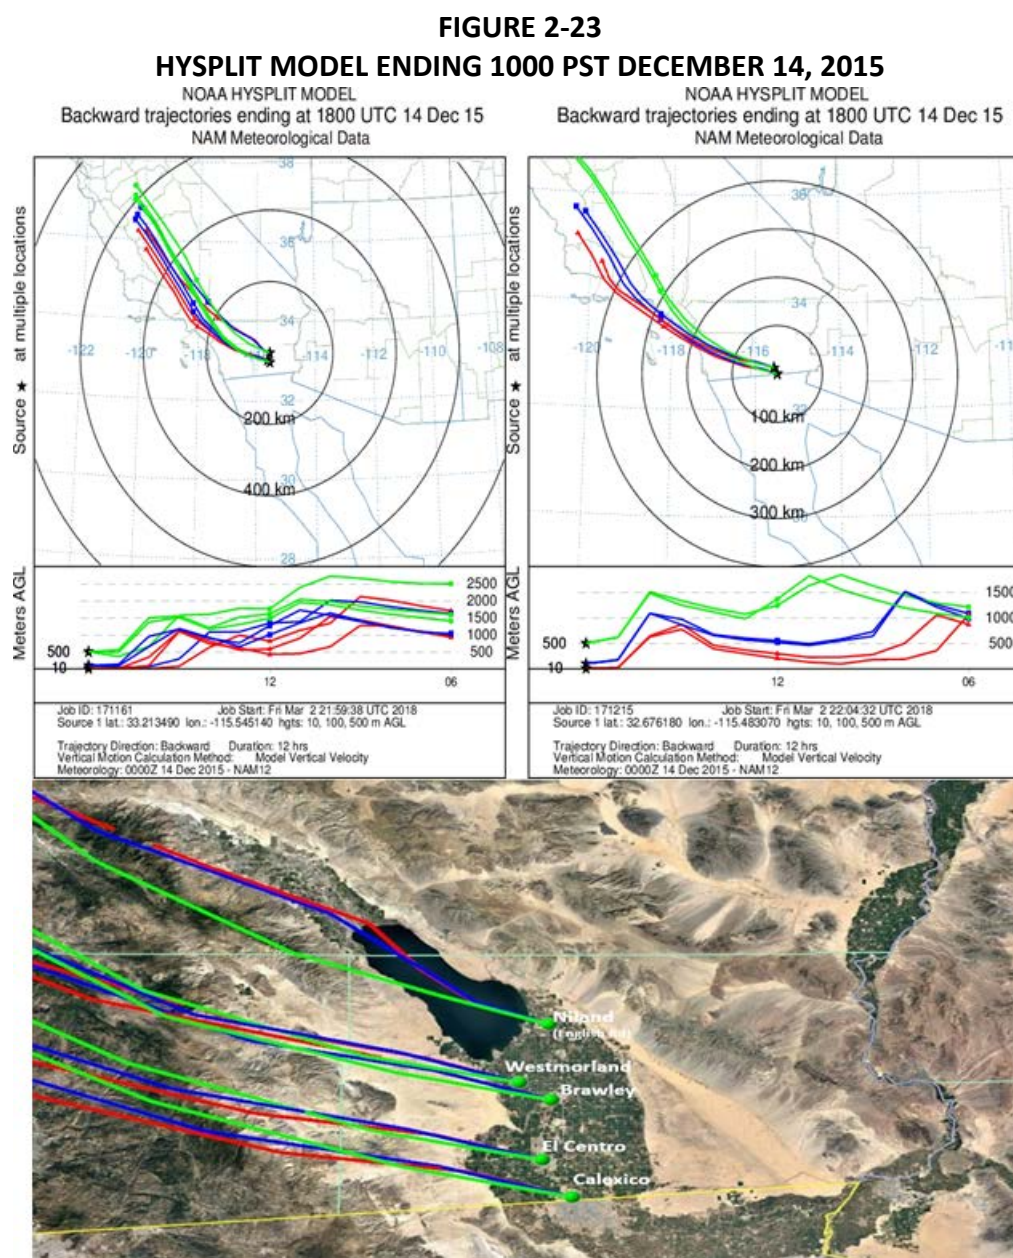 FIGURE 2-23
HYSPLIT MODEL ENDING 1000 PST DECEMBER 14, 2015
NOAA HYSPLIT MODEL
Backward trajectories ending at 1800 UTC 14 Dec 15
NAM Meteorological Data
Source ★ at multiple locations
38
36
34
-122
-120
-118
-114
-112
-110
-108
32
200 km
30
400 km
28
Meters AGL
2500
2000
1500
1000
500
500
10
12
06
Job ID: 171161 Job Start: Fri Mar 2 21:59:38 UTC 2018
Source 1 lat.: 33.213490 lon.: -115.545140 hgts: 10, 100, 500 m AGL
Trajectory Direction: Backward Duration: 12 hrs
Vertical Motion Calculation Method: Model Vertical Velocity
Meteorology: 0000Z 14 Dec 2015 - NAM12
NOAA HYSPLIT MODEL
Backward trajectories ending at 1800 UTC 14 Dec 15
NAM Meteorological Data
Source ★ at multiple locations
36
34
-120
-118
-116
-114
32
100 km
200 km
300 km
Meters AGL
1500
1000
500
500
10
12
06
Job ID: 171215 Job Start: Fri Mar 2 22:04:32 UTC 2018
Source 1 lat.: 32.676180 lon.: -115.483070 hgts: 10, 100, 500 m AGL
Trajectory Direction: Backward Duration: 12 hrs
Vertical Motion Calculation Method: Model Vertical Velocity
Meteorology: 0000Z 14 Dec 2015 - NAM12
Niland
(English Rd)
Westmorland
Brawley
El Centro
Calexico